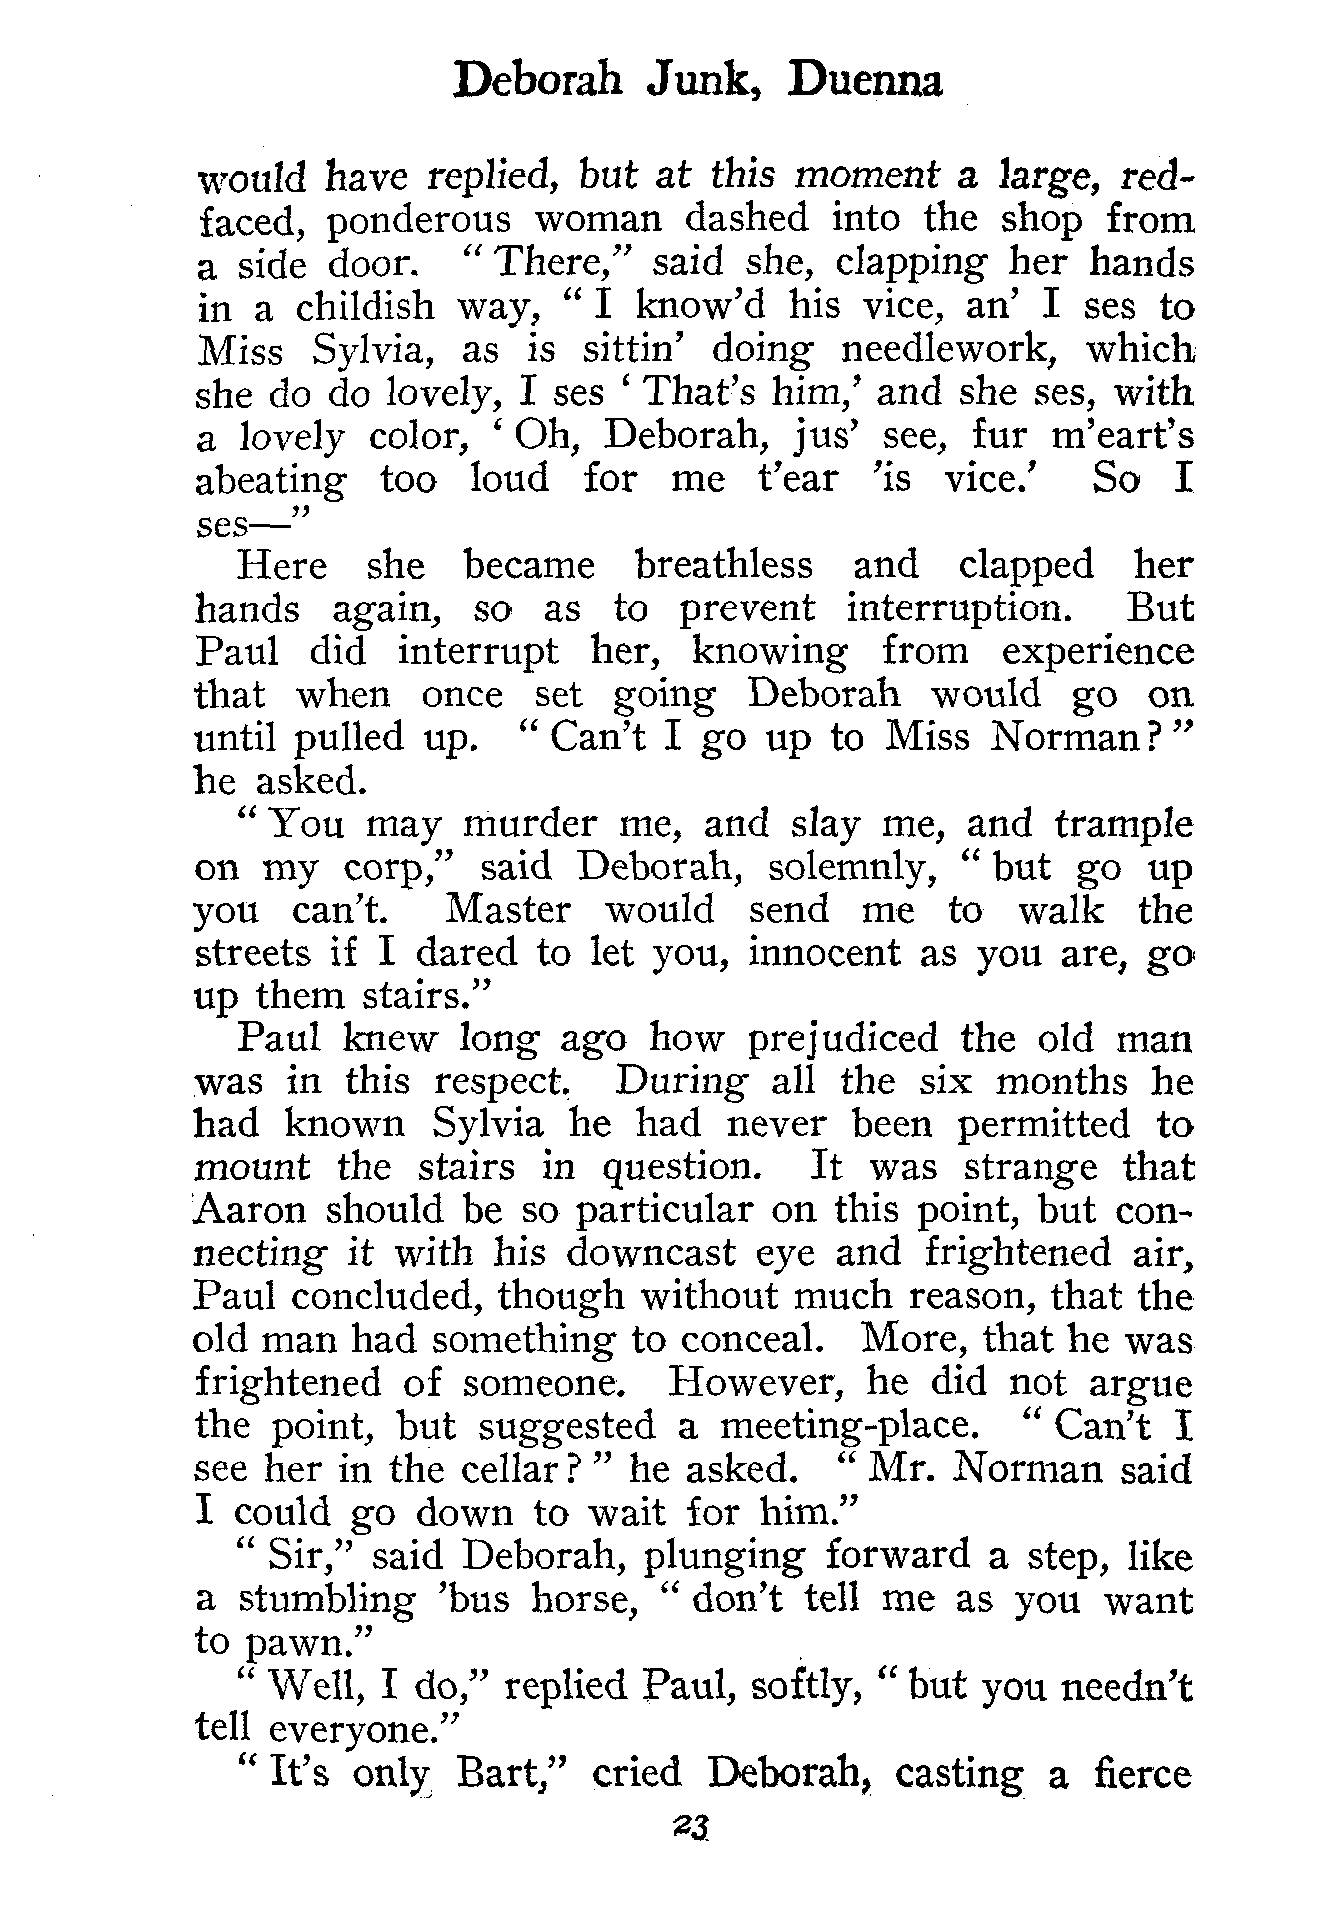 Deborah Junk, Duenna
would have replied, but at this moment a large, red-
faced, ponderous woman dashed into the shop from
a side door. " There," said she, clapping her hands
in a childish way, " I know'd his vice, an' I ses to
Miss Sylvia, as is sittin' doing needlework, which
she do do lovely, I ses ' That's him,' and she ses, with
a lovely color, ' Oh, Deborah, jus' see, fur m'eart's
abeating too loud for me t'ear 'is vice.' So I
ses—"
Here she became breathless and clapped her
hands again, so as to prevent interruption. But
Paul did interrupt her, knowing from experience
that when once set going Deborah would go on
until pulled up. " Can't I go up to Miss Norman? "
he asked.
" You may murder me, and slay me, and trample
on my corp," said Deborah, solemnly, " but go up
you can't. Master would send me to walk the
streets if I dared to let you, innocent as you are, go
up them stairs."
Paul knew long ago how prejudiced the old man
was in this respect. During all the six months he
had known Sylvia he had never been permitted to
mount the stairs in question. It was strange that
Aaron should be so particular on this point, but con-
necting it with his downcast eye and frightened air,
Paul concluded, though without much reason, that the
old man had something to conceal. More, that he was
frightened of someone. However, he did not argue
the point, but suggested a meeting-place. " Can't I
see her in the cellar? " he asked. " Mr. Norman said
I could go down to wait for him."
" Sir," said Deborah, plunging forward a step, like
a stumbling 'bus horse, " don't tell me as you want
to pawn."
" Well, I do," replied Paul, softly, " but you needn't
tell everyone."
" It's only Bart," cried Deborah, casting a fierce
23